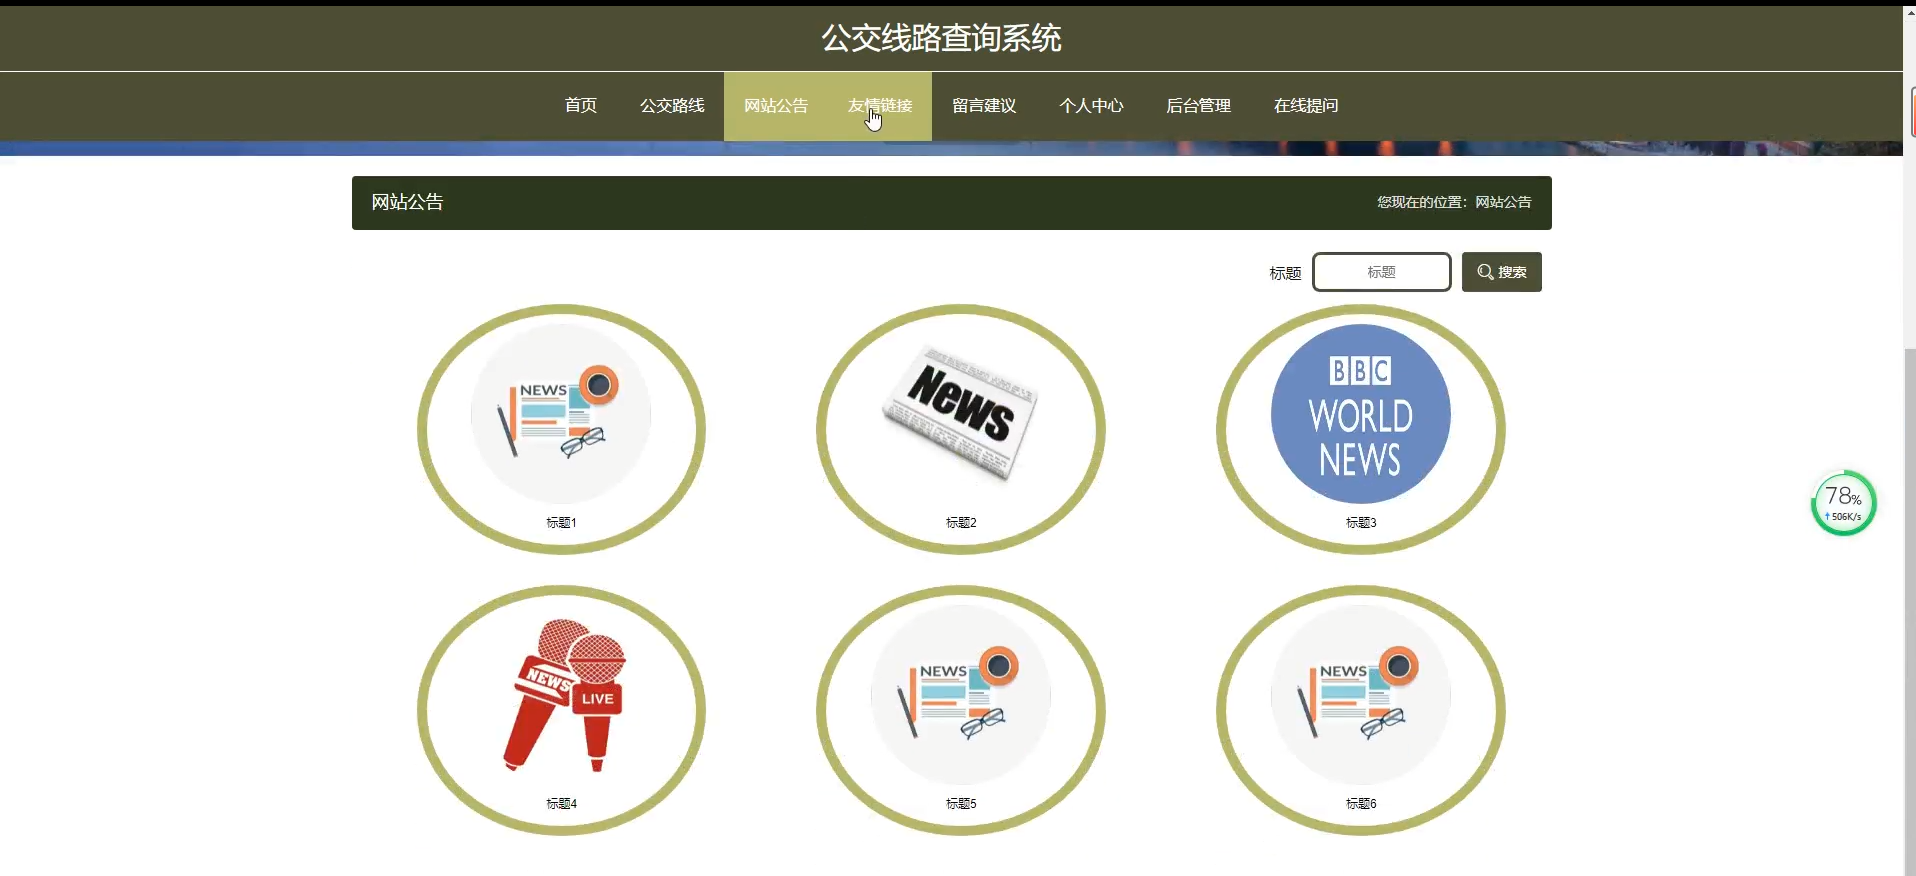 公交线路查询系统
首页 公交路线 网站公告 友情链接 留言建议 个人中心 后台管理 在线提问
网站公告 您现在的位置：网站公告
标题 标题 搜索
NEWS
News
BBC
WORLD
NEWS
标题1 标题2 标题3
78%
506K/s
NEWS
LIVE
NEWS
NEWS
标题4 标题5 标题6